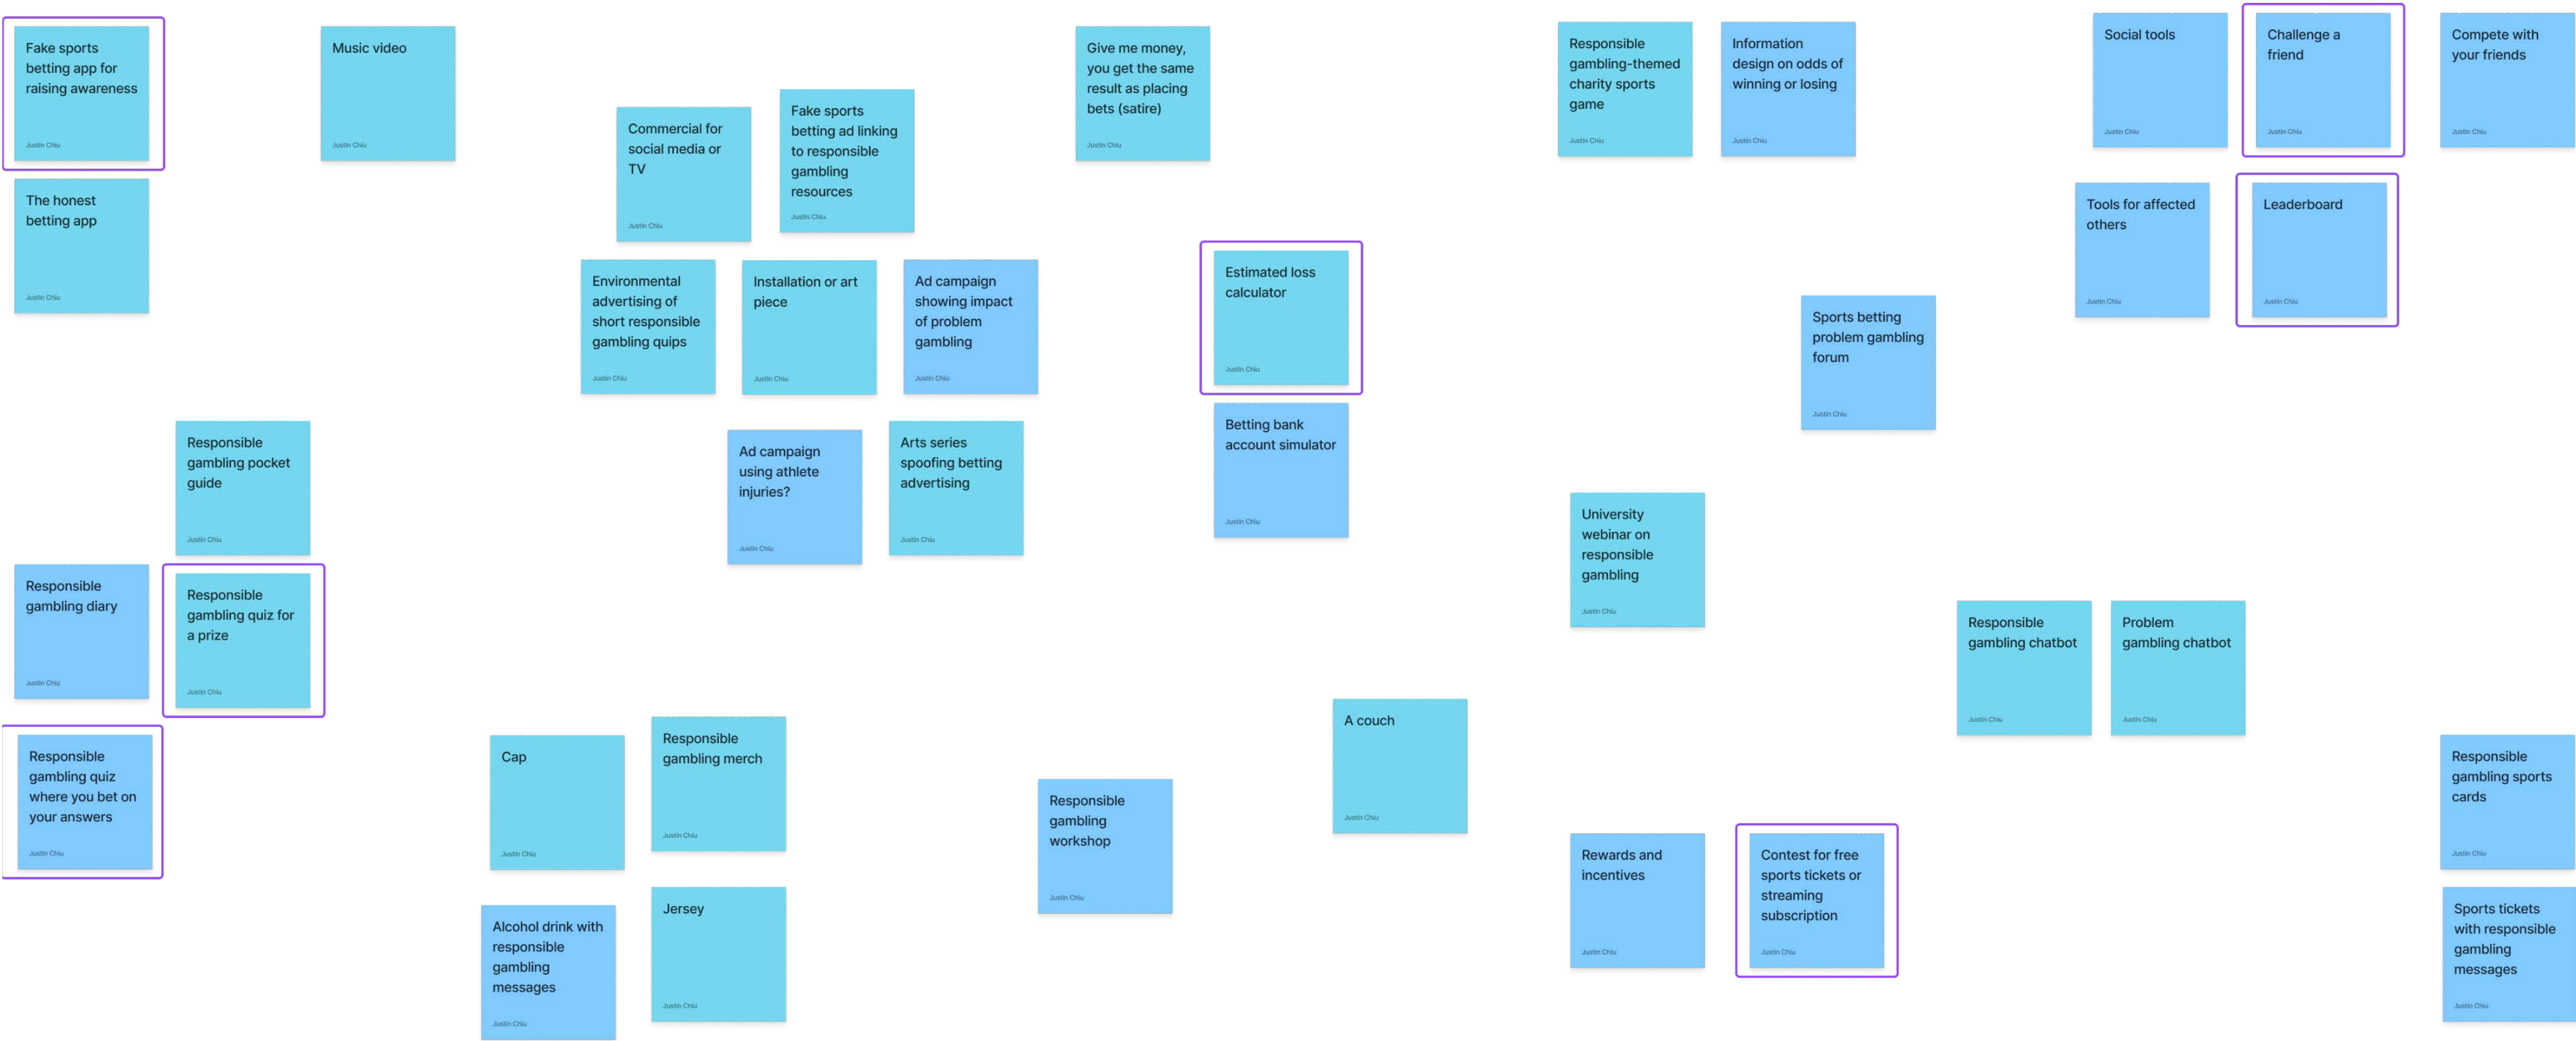 Fake sports
betting app for
raising awareness
Justin Chiu
Music video
Justin Chiu
Give me money,
you get the same
result as placing
bets (satire)
Justin Chiu
Responsible
gambling-themed
charity sports
game
Justin Chiu
Information
design on odds of
winning or losing
Justin Chiu
Social tools
Justin Chiu
Challenge a
friend
Justin Chiu
Compete with
your friends
Justin Chiu
The honest
betting app
Justin Chiu
Commercial for
social media or
TV
Justin Chiu
Fake sports
betting ad linking
to responsible
gambling
resources
Justin Chiu
Tools for affected
others
Justin Chiu
Leaderboard
Justin Chiu
Environmental
advertising of
short responsible
gambling quips
Justin Chiu
Installation or art
piece
Justin Chiu
Ad campaign
showing impact
of problem
gambling
Justin Chiu
Estimated loss
calculator
Justin Chiu
Sports betting
problem gambling
forum
Justin Chiu
Responsible
gambling pocket
guide
Justin Chiu
Ad campaign
using athlete
injuries?
Justin Chiu
Arts series
spoofing betting
advertising
Justin Chiu
Betting bank
account simulator
Justin Chiu
University
webinar on
responsible
gambling
Justin Chiu
Responsible
gambling diary
Justin Chiu
Responsible
gambling quiz for
a prize
Justin Chiu
Responsible
gambling chatbot
Justin Chiu
Problem
gambling chatbot
Justin Chiu
Responsible
gambling quiz
where you bet on
your answers
Justin Chiu
Cap
Justin Chiu
Responsible
gambling merch
Justin Chiu
Responsible
gambling
workshop
Justin Chiu
A couch
Justin Chiu
Rewards and
incentives
Justin Chiu
Contest for free
sports tickets or
streaming
subscription
Justin Chiu
Responsible
gambling sports
cards
Justin Chiu
Alcohol drink with
responsible
gambling
messages
Justin Chiu
Jersey
Justin Chiu
Sports tickets
with responsible
gambling
messages
Justin Chiu